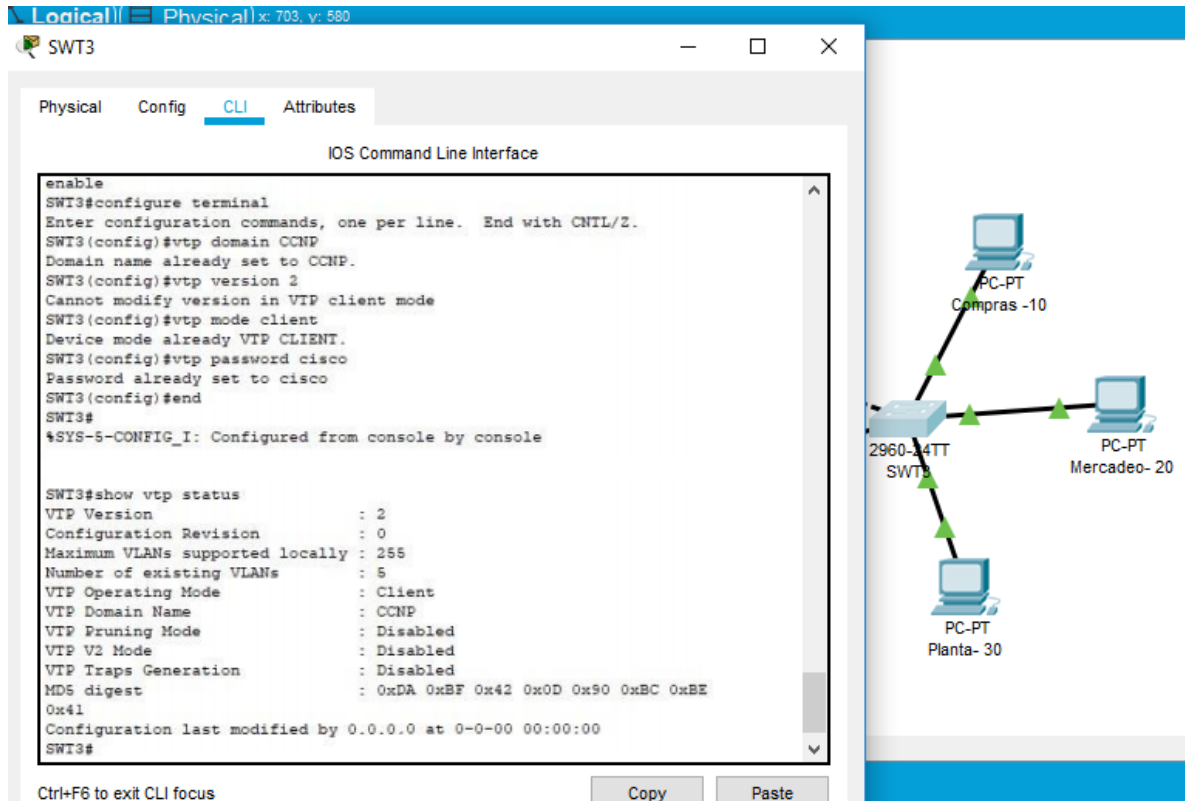 Logical Physical x: 703, y: 580
SWT3
Physical Config CLI Attributes
IOS Command Line Interface
enable
SWT3#configure terminal
Enter configuration commands, one per line.  End with CNTL/Z.
SWT3(config)#vtp domain CCNP
Domain name already set to CCNP.
SWT3(config)#vtp version 2
Cannot modify version in VTP client mode
SWT3(config)#vtp mode client
Device mode already VTP CLIENT.
SWT3(config)#vtp password cisco
Password already set to cisco
SWT3(config)#end
SWT3#
%SYS-5-CONFIG_I: Configured from console by console
SWT3#show vtp status
VTP Version : 2
Configuration Revision : 0
Maximum VLANs supported locally : 255
Number of existing VLANs : 5
VTP Operating Mode : Client
VTP Domain Name : CCNP
VTP Pruning Mode : Disabled
VTP V2 Mode : Disabled
VTP Traps Generation : Disabled
MD5 digest : 0xDA 0xBF 0x42 0x0D 0x90 0xBC 0xBE
0x41
Configuration last modified by 0.0.0.0 at 0-0-00 00:00:00
SWT3#
Ctrl+F6 to exit CLI focus
Copy Paste
PC-PT
Compras -10
2960-24TT
SWT3
PC-PT
Mercadeo- 20
PC-PT
Planta- 30